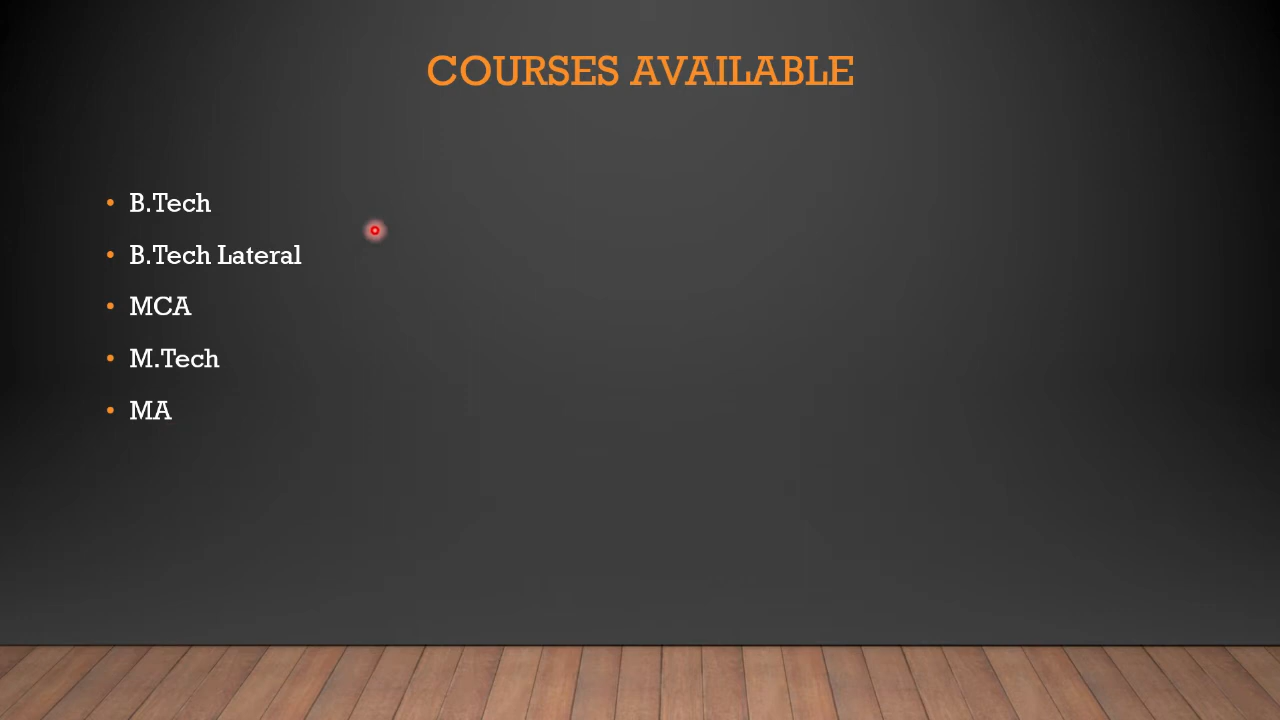 COURSES AVAILABLE
• B.Tech
• B.Tech Lateral
• MCA
• M.Tech
• MA